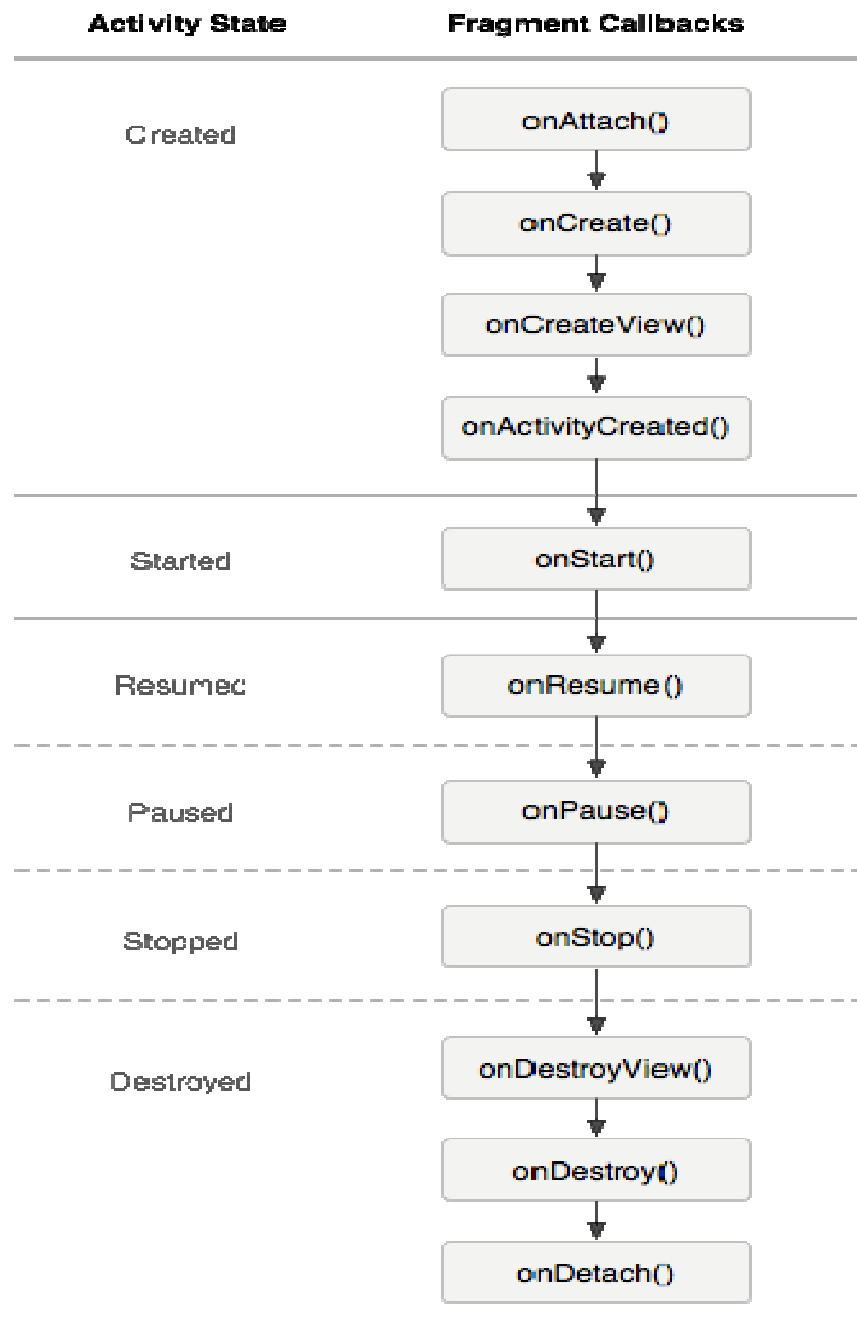 Activity State Fragment Callbacks
Created onAttach()
onCreate()
onCreateView()
onActivityCreated()
Started onStart()
Resumed onResume()
Paused onPause()
Stopped onStop()
Destroyed onDestroyView()
onDestroy()
onDetach()